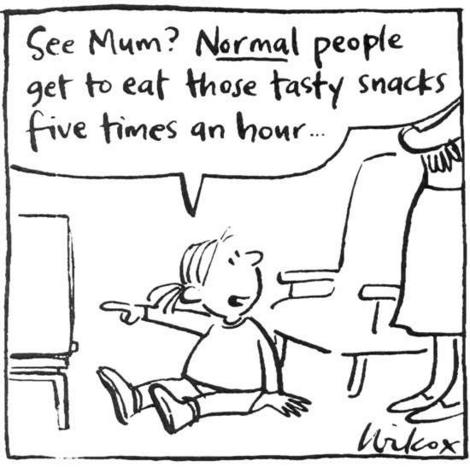 See Mum? Normal people
get to eat those tasty snacks
five times an hour...
Wilcox